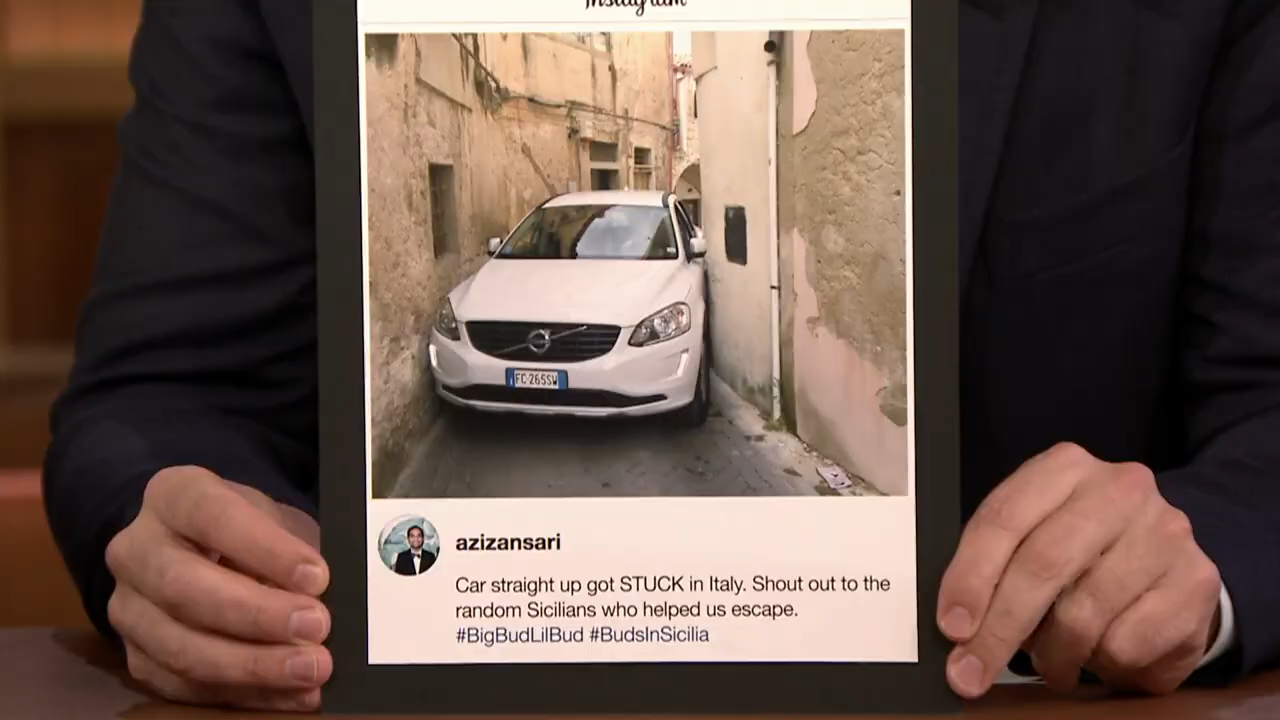 Instagram
FC·265SW
azizansari
Car straight up got STUCK in Italy. Shout out to the
random Sicilians who helped us escape.
#BigBudLilBud #BudsInSicilia